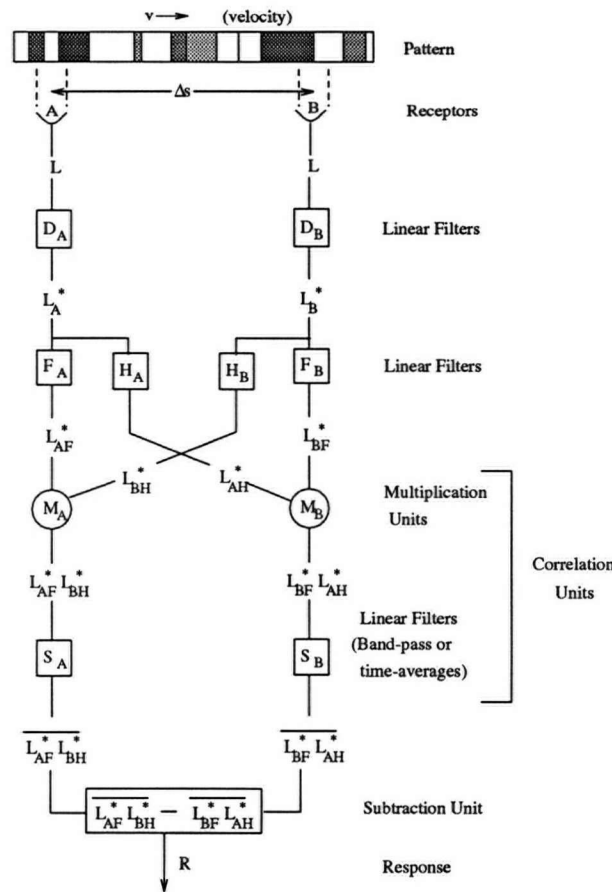 v → (velocity)
Pattern
Δs
A B Receptors
L L
D_A D_B Linear Filters
L_A^* L_B^*
F_A H_A H_B F_B Linear Filters
L_AF^* L_BF^*
L_BH^* L_AH^*
M_A M_B Multiplication
Units
Correlation
Units
L_AF^* L_BH^* L_BF^* L_AH^*
Linear Filters
(Band-pass or
time-averages)
S_A S_B
L_AF^* L_BH^* L_BF^* L_AH^*
L_AF^* L_BH^* − L_BF^* L_AH^* Subtraction Unit
R Response